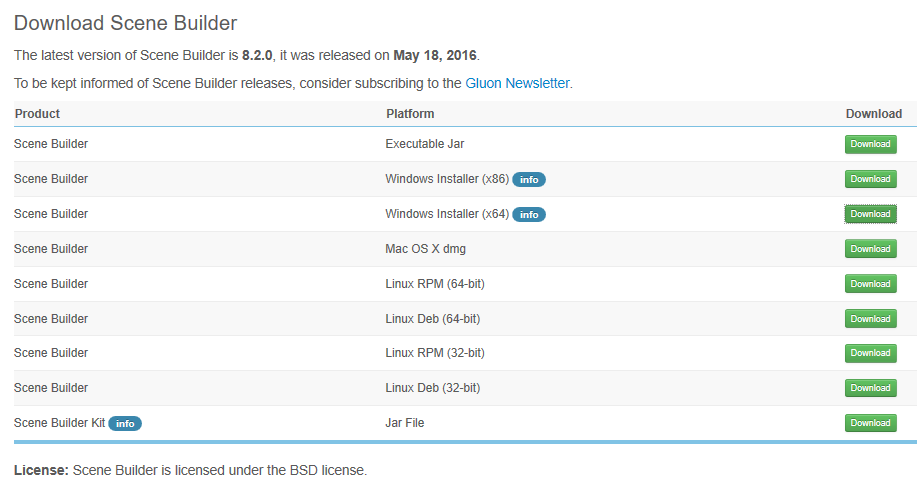 Download Scene Builder
The latest version of Scene Builder is 8.2.0, it was released on May 18, 2016.
To be kept informed of Scene Builder releases, consider subscribing to the Gluon Newsletter.
Product Platform Download
Scene Builder Executable Jar Download
Scene Builder Windows Installer (x86) info Download
Scene Builder Windows Installer (x64) info Download
Scene Builder Mac OS X dmg Download
Scene Builder Linux RPM (64-bit) Download
Scene Builder Linux Deb (64-bit) Download
Scene Builder Linux RPM (32-bit) Download
Scene Builder Linux Deb (32-bit) Download
Scene Builder Kit info Jar File Download
License: Scene Builder is licensed under the BSD license.